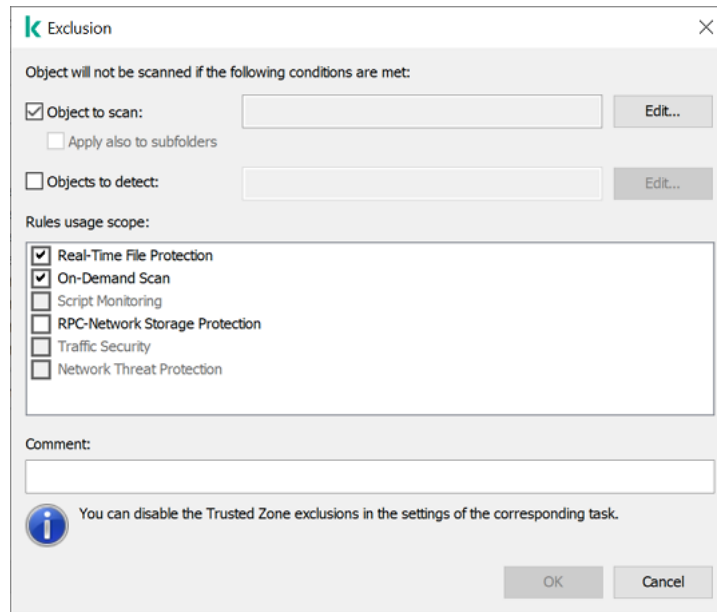 Exclusion
Object will not be scanned if the following conditions are met:
Object to scan:
Edit...
Apply also to subfolders
Objects to detect:
Edit...
Rules usage scope:
Real-Time File Protection
On-Demand Scan
Script Monitoring
RPC-Network Storage Protection
Traffic Security
Network Threat Protection
Comment:
You can disable the Trusted Zone exclusions in the settings of the corresponding task.
OK
Cancel